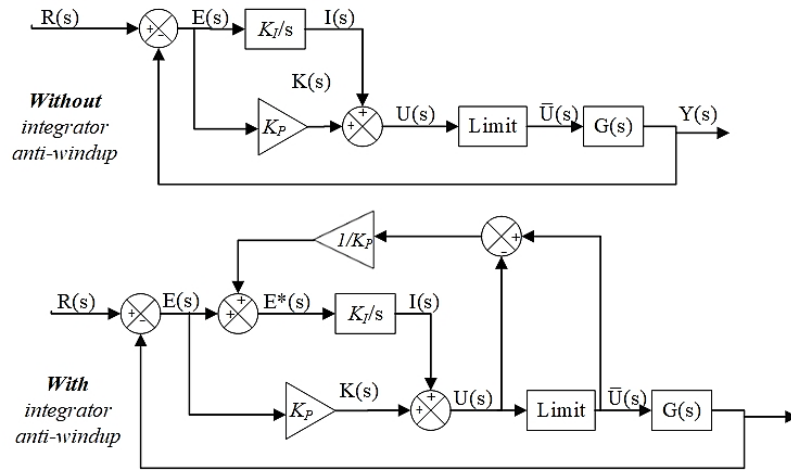 R(s)
E(s)
K_I/s
I(s)
+
−
Without
integrator
anti-windup
K(s)
K_P
+
+
U(s)
Limit
Ū(s)
G(s)
Y(s)
1/K_P
+
-
R(s)
E(s)
+
+
E*(s)
K_I/s
I(s)
+
−
With
integrator
anti-windup
K_P
K(s)
+
+
U(s)
Limit
Ū(s)
G(s)